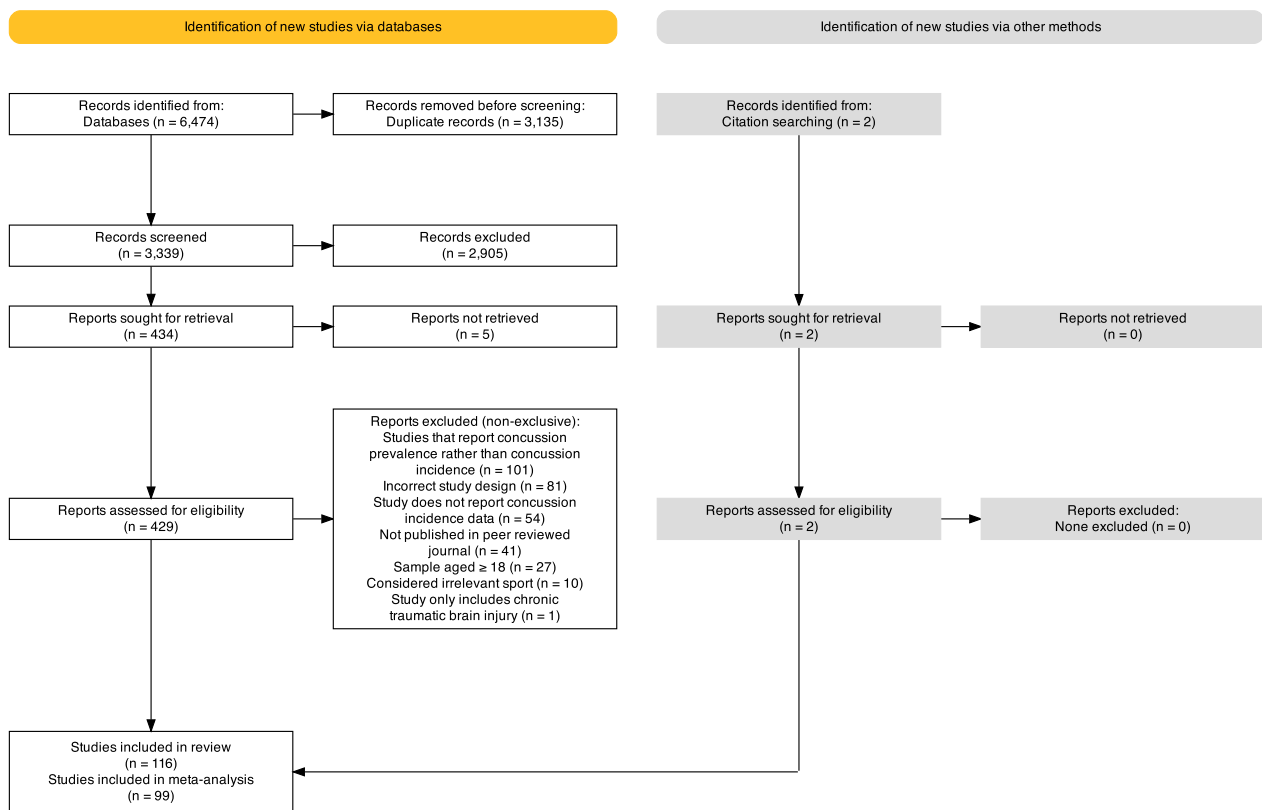 Identification of new studies via databases
Identification of new studies via other methods
Records identified from:
Databases (n = 6,474)
Records removed before screening:
Duplicate records (n = 3,135)
Records identified from:
Citation searching (n = 2)
Records screened
(n = 3,339)
Records excluded
(n = 2,905)
Reports sought for retrieval
(n = 434)
Reports not retrieved
(n = 5)
Reports sought for retrieval
(n = 2)
Reports not retrieved
(n = 0)
Reports assessed for eligibility
(n = 429)
Reports excluded (non-exclusive):
Studies that report concussion
prevalence rather than concussion
incidence (n = 101)
Incorrect study design (n = 81)
Study does not report concussion
incidence data (n = 54)
Not published in peer reviewed
journal (n = 41)
Sample aged ≥ 18 (n = 27)
Considered irrelevant sport (n = 10)
Study only includes chronic
traumatic brain injury (n = 1)
Reports assessed for eligibility
(n = 2)
Reports excluded:
None excluded (n = 0)
Studies included in review
(n = 116)
Studies included in meta-analysis
(n = 99)